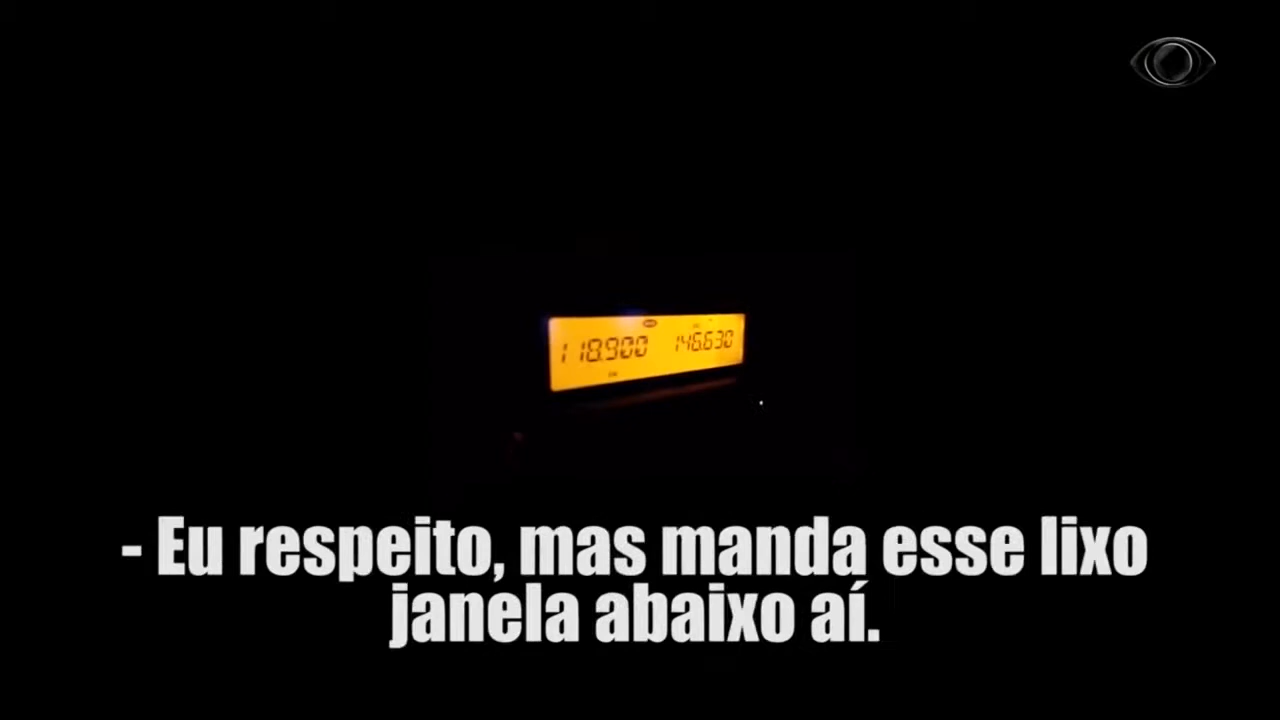 118.900 146.630
- Eu respeito, mas manda esse lixo
janela abaixo aí.